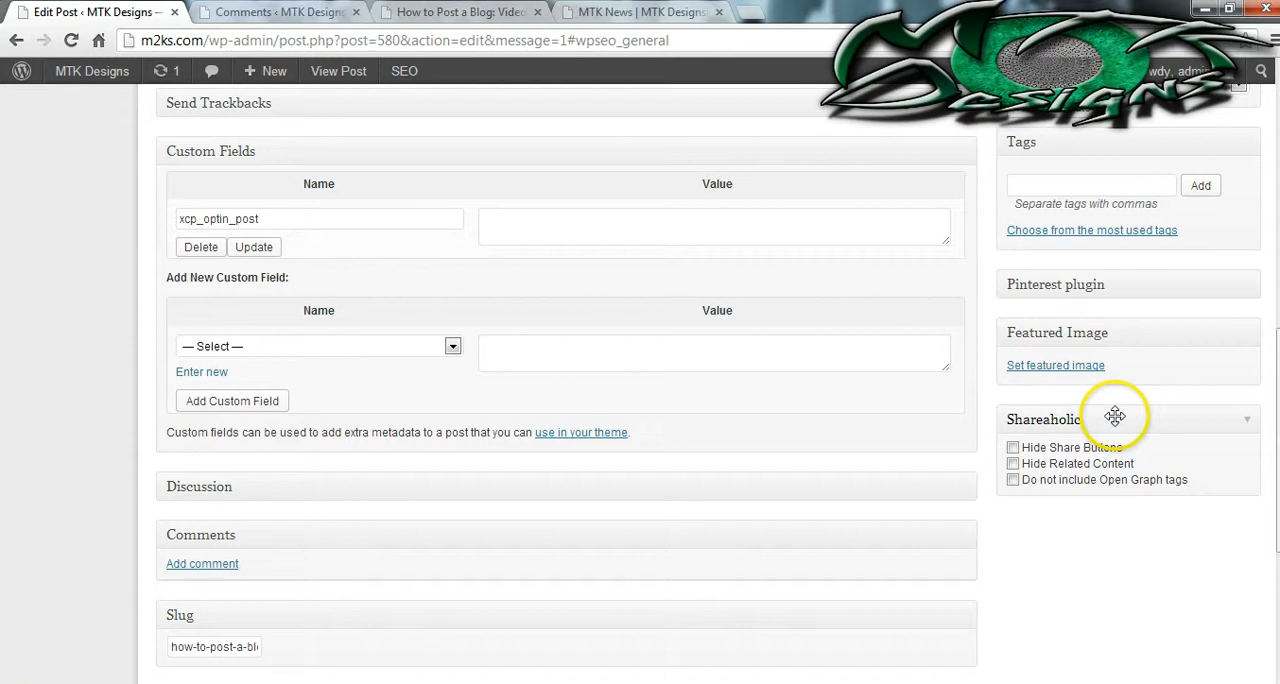 Edit Post ‹ MTK Designs —
Comments ‹ MTK Designs
How to Post a Blog: Video
MTK News | MTK Designs
m2ks.com/wp-admin/post.php?post=580&action=edit&message=1#wpseo_general
MTK Designs
1
New
View Post
SEO
wdy, admin
MTK
Designs
Send Trackbacks
Custom Fields
Name
Value
xcp_optin_post
Delete
Update
Add New Custom Field:
Name
Value
— Select —
Enter new
Add Custom Field
Custom fields can be used to add extra metadata to a post that you can use in your theme.
Discussion
Comments
Add comment
Slug
how-to-post-a-bl
Tags
Add
Separate tags with commas
Choose from the most used tags
Pinterest plugin
Featured Image
Set featured image
Shareaholic
Hide Share Buttons
Hide Related Content
Do not include Open Graph tags